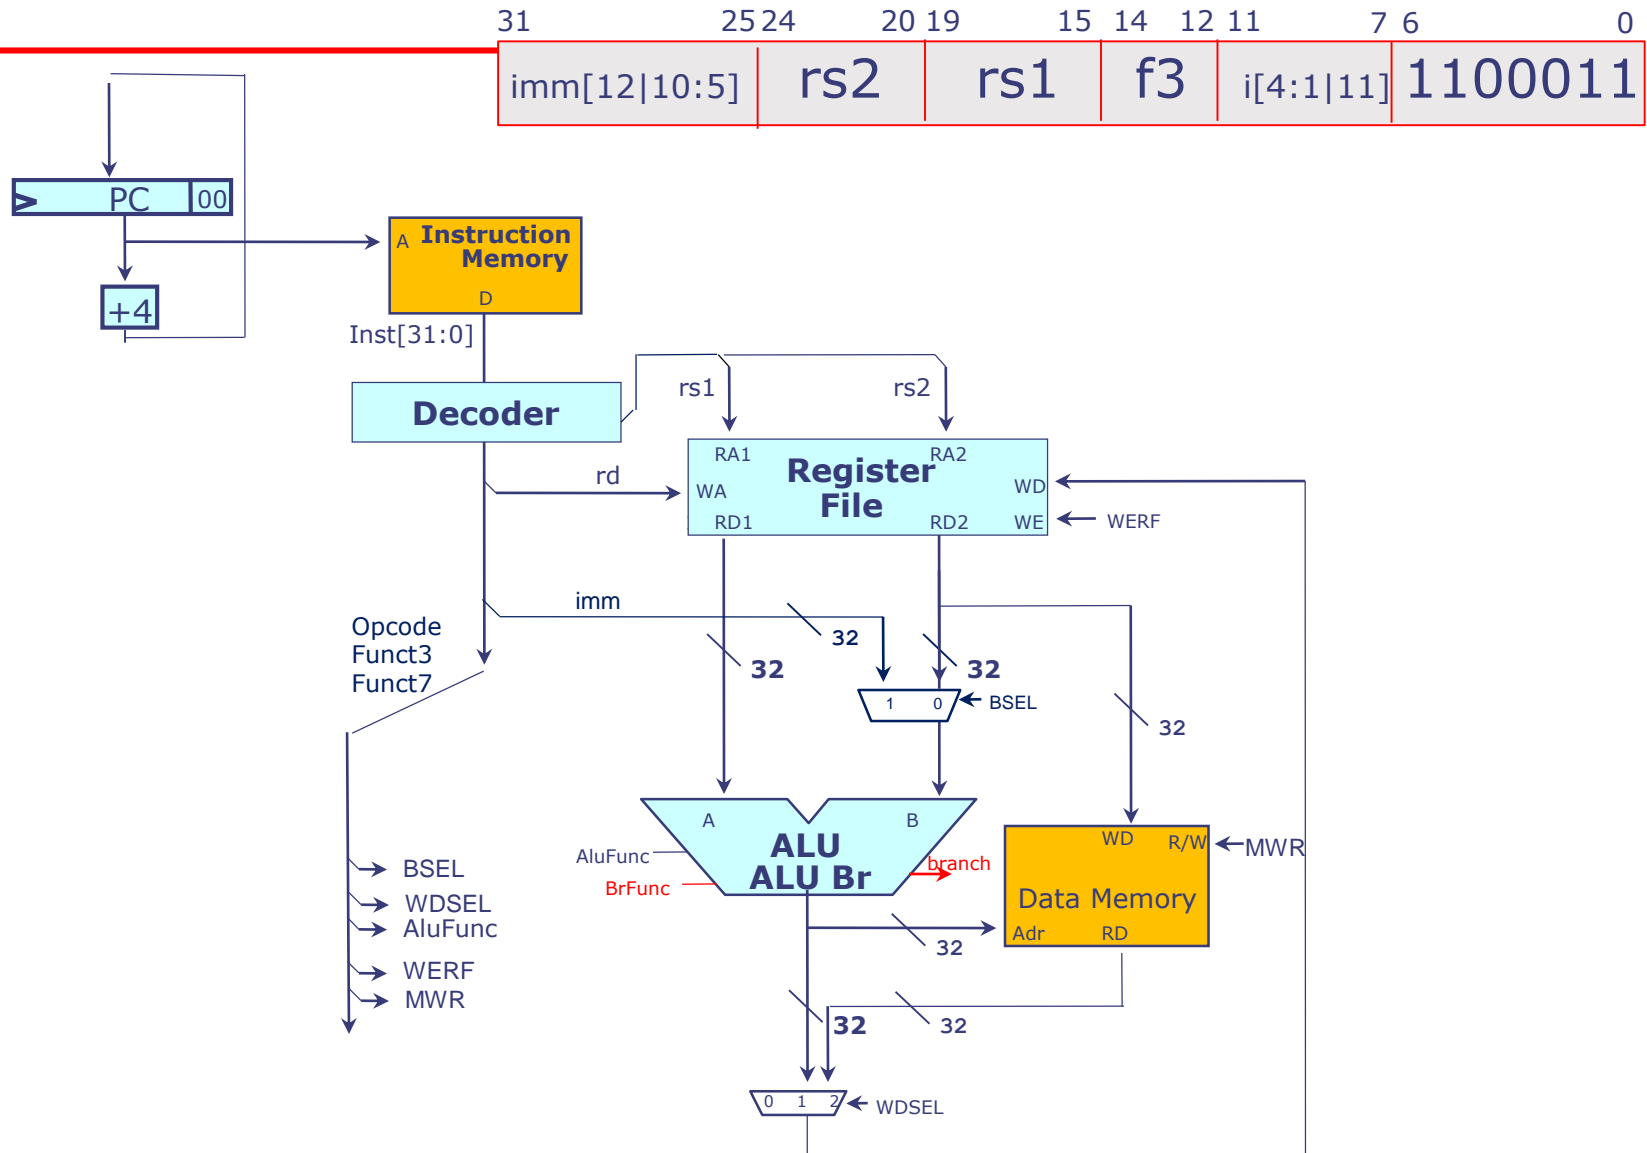 31 25 24 20 19 15 14 12 11 7 6 0
imm[12|10:5] rs2 rs1 f3 i[4:1|11] 1100011
PC 00
+4
A Instruction
Memory
D
Inst[31:0]
Decoder
rs1 rs2
rd
RA1 RA2
Register
File
WA WD
RD1 RD2 WE
WERF
imm
32
32
32
32
Opcode
Funct3
Funct7
1 0
BSEL
A B
ALU
ALU Br
AluFunc
BrFunc
branch
WD R/W
MWR
Data Memory
Adr RD
32
32
32
BSEL
WDSEL
AluFunc
WERF
MWR
0 1 2
WDSEL